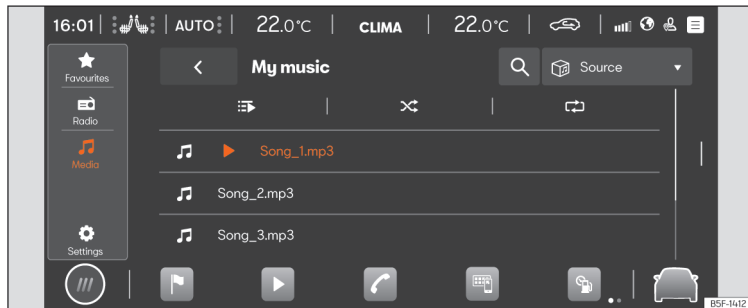 16:01 AUTO 22.0°C CLIMA 22.0°C
Favourites
My music
Source
Radio
Media
Song_1.mp3
Song_2.mp3
Song_3.mp3
Settings
B5F-1412